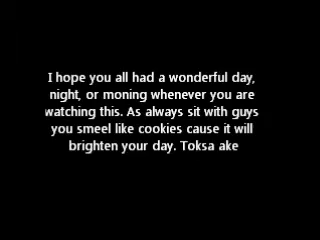 I hope you all had a wonderful day,
night, or moning whenever you are
watching this. As always sit with guys
you smeel like cookies cause it will
brighten your day. Toksa ake